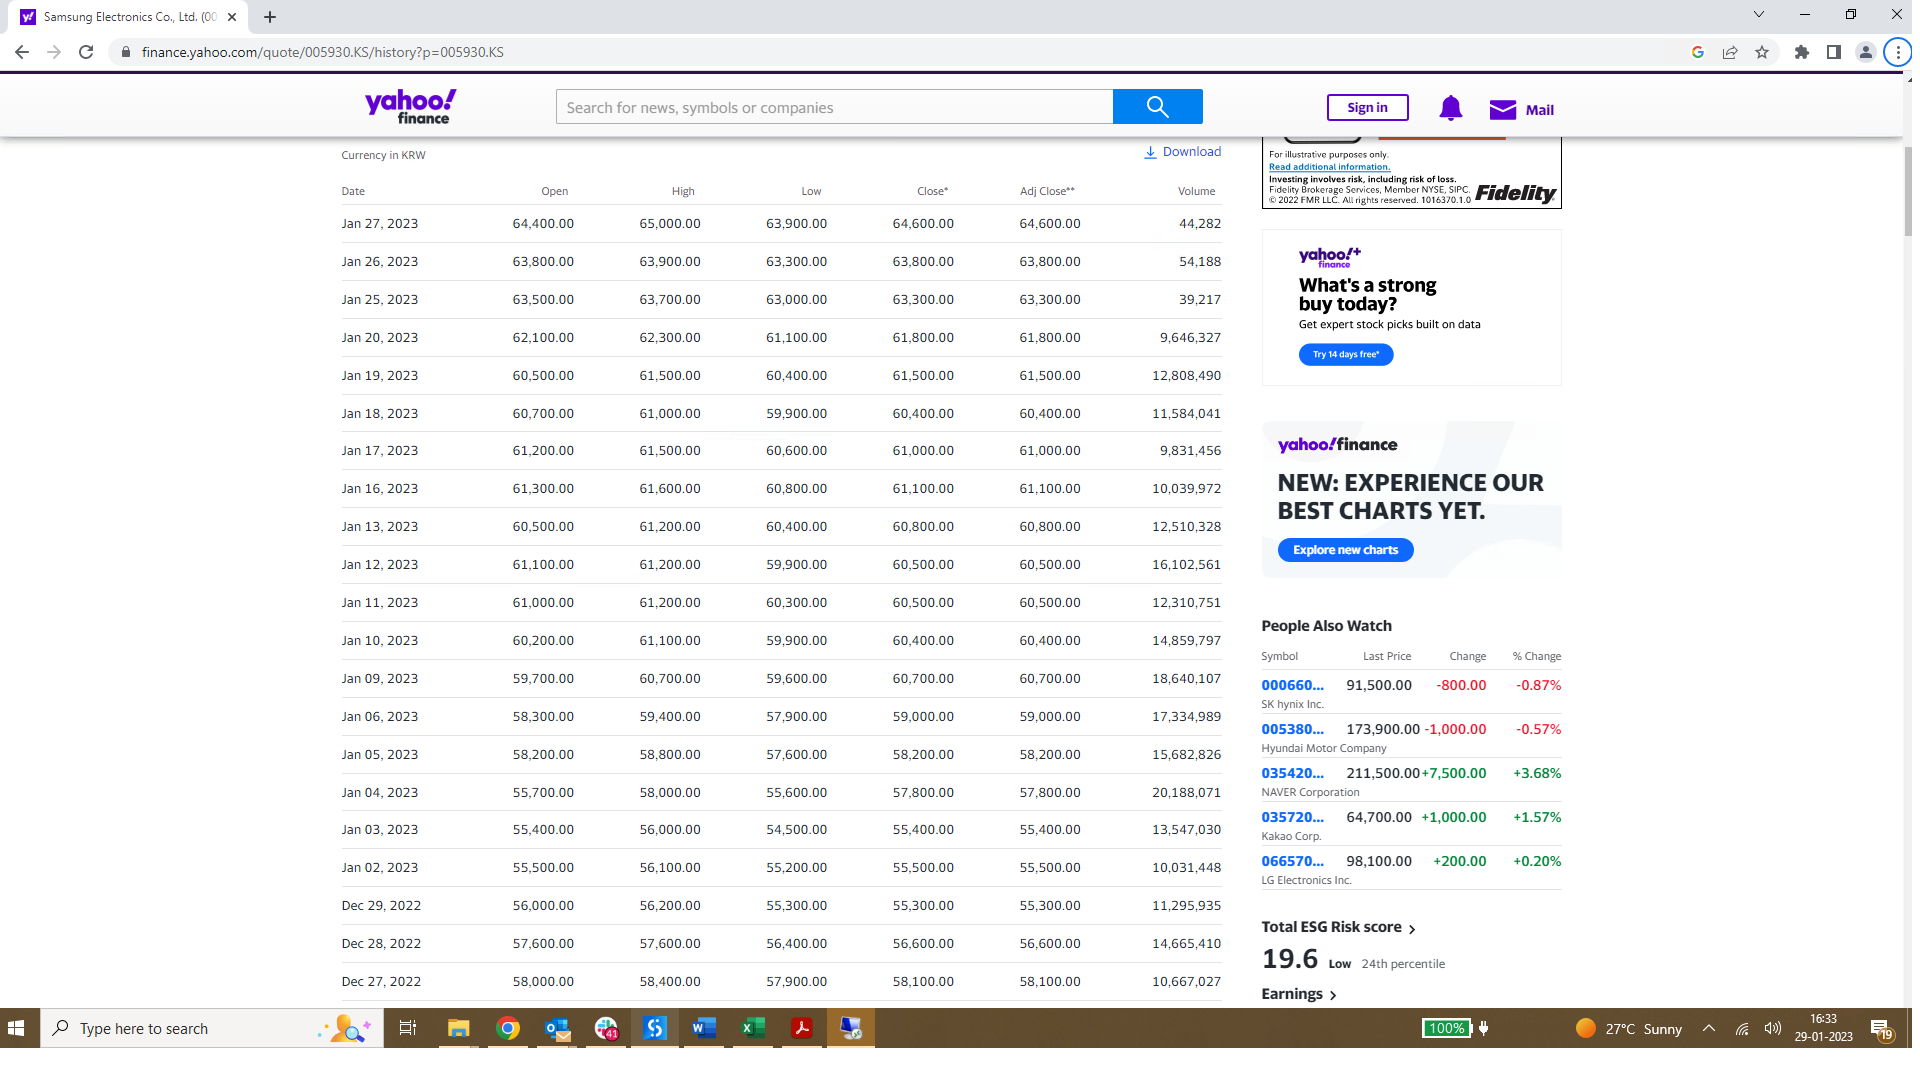 Samsung Electronics Co., Ltd. (00
finance.yahoo.com/quote/005930.KS/history?p=005930.KS
yahoo!
finance
Search for news, symbols or companies
Sign in
Mail
Currency in KRW
Download
Date Open High Low Close* Adj Close** Volume
Jan 27, 2023 64,400.00 65,000.00 63,900.00 64,600.00 64,600.00 44,282
Jan 26, 2023 63,800.00 63,900.00 63,300.00 63,800.00 63,800.00 54,188
Jan 25, 2023 63,500.00 63,700.00 63,000.00 63,300.00 63,300.00 39,217
Jan 20, 2023 62,100.00 62,300.00 61,100.00 61,800.00 61,800.00 9,646,327
Jan 19, 2023 60,500.00 61,500.00 60,400.00 61,500.00 61,500.00 12,808,490
Jan 18, 2023 60,700.00 61,000.00 59,900.00 60,400.00 60,400.00 11,584,041
Jan 17, 2023 61,200.00 61,500.00 60,600.00 61,000.00 61,000.00 9,831,456
Jan 16, 2023 61,300.00 61,600.00 60,800.00 61,100.00 61,100.00 10,039,972
Jan 13, 2023 60,500.00 61,200.00 60,400.00 60,800.00 60,800.00 12,510,328
Jan 12, 2023 61,100.00 61,200.00 59,900.00 60,500.00 60,500.00 16,102,561
Jan 11, 2023 61,000.00 61,200.00 60,300.00 60,500.00 60,500.00 12,310,751
Jan 10, 2023 60,200.00 61,100.00 59,900.00 60,400.00 60,400.00 14,859,797
Jan 09, 2023 59,700.00 60,700.00 59,600.00 60,700.00 60,700.00 18,640,107
Jan 06, 2023 58,300.00 59,400.00 57,900.00 59,000.00 59,000.00 17,334,989
Jan 05, 2023 58,200.00 58,800.00 57,600.00 58,200.00 58,200.00 15,682,826
Jan 04, 2023 55,700.00 58,000.00 55,600.00 57,800.00 57,800.00 20,188,071
Jan 03, 2023 55,400.00 56,000.00 54,500.00 55,400.00 55,400.00 13,547,030
Jan 02, 2023 55,500.00 56,100.00 55,200.00 55,500.00 55,500.00 10,031,448
Dec 29, 2022 56,000.00 56,200.00 55,300.00 55,300.00 55,300.00 11,295,935
Dec 28, 2022 57,600.00 57,600.00 56,400.00 56,600.00 56,600.00 14,665,410
Dec 27, 2022 58,000.00 58,400.00 57,900.00 58,100.00 58,100.00 10,667,027
For illustrative purposes only.
Read additional information.
Investing involves risk, including risk of loss.
Fidelity Brokerage Services, Member NYSE, SIPC.
© 2022 FMR LLC. All rights reserved. 1016370.1.0
Fidelity
yahoo!+
finance
What's a strong
buy today?
Get expert stock picks built on data
Try 14 days free*
yahoo!finance
NEW: EXPERIENCE OUR
BEST CHARTS YET.
Explore new charts
People Also Watch
Symbol Last Price Change % Change
000660... 91,500.00 -800.00 -0.87%
SK hynix Inc.
005380... 173,900.00 -1,000.00 -0.57%
Hyundai Motor Company
035420... 211,500.00 +7,500.00 +3.68%
NAVER Corporation
035720... 64,700.00 +1,000.00 +1.57%
Kakao Corp.
066570... 98,100.00 +200.00 +0.20%
LG Electronics Inc.
Total ESG Risk score
19.6 Low 24th percentile
Earnings
Type here to search
41
100%
27°C Sunny
16:33
29-01-2023
19